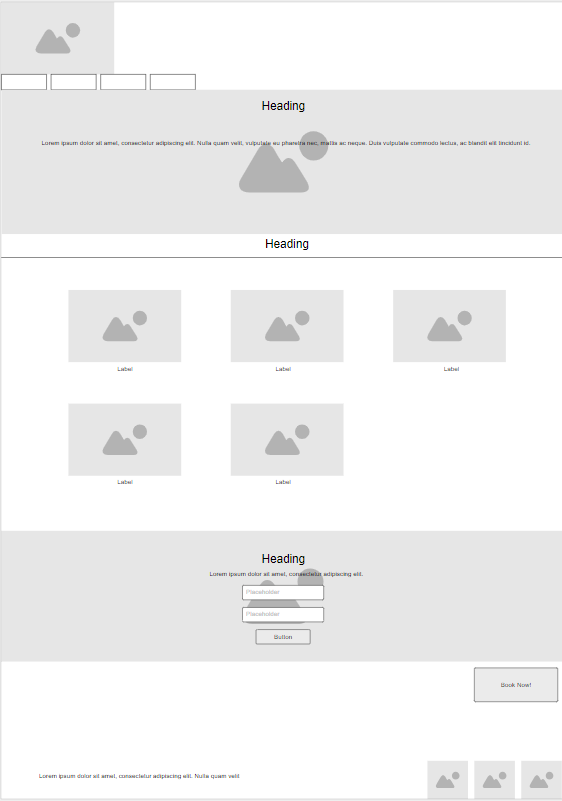 Heading
Lorem ipsum dolor sit amet, consectetur adipiscing elit. Nulla quam velit, vulputate eu pharetra nec, mattis ac neque. Duis vulputate commodo lectus, ac blandit elit tincidunt id.
Heading
Label
Label
Label
Label
Label
Heading
Lorem ipsum dolor sit amet, consectetur adipiscing elit.
Placeholder
Placeholder
Button
Book Now!
Lorem ipsum dolor sit amet, consectetur adipiscing elit. Nulla quam velit